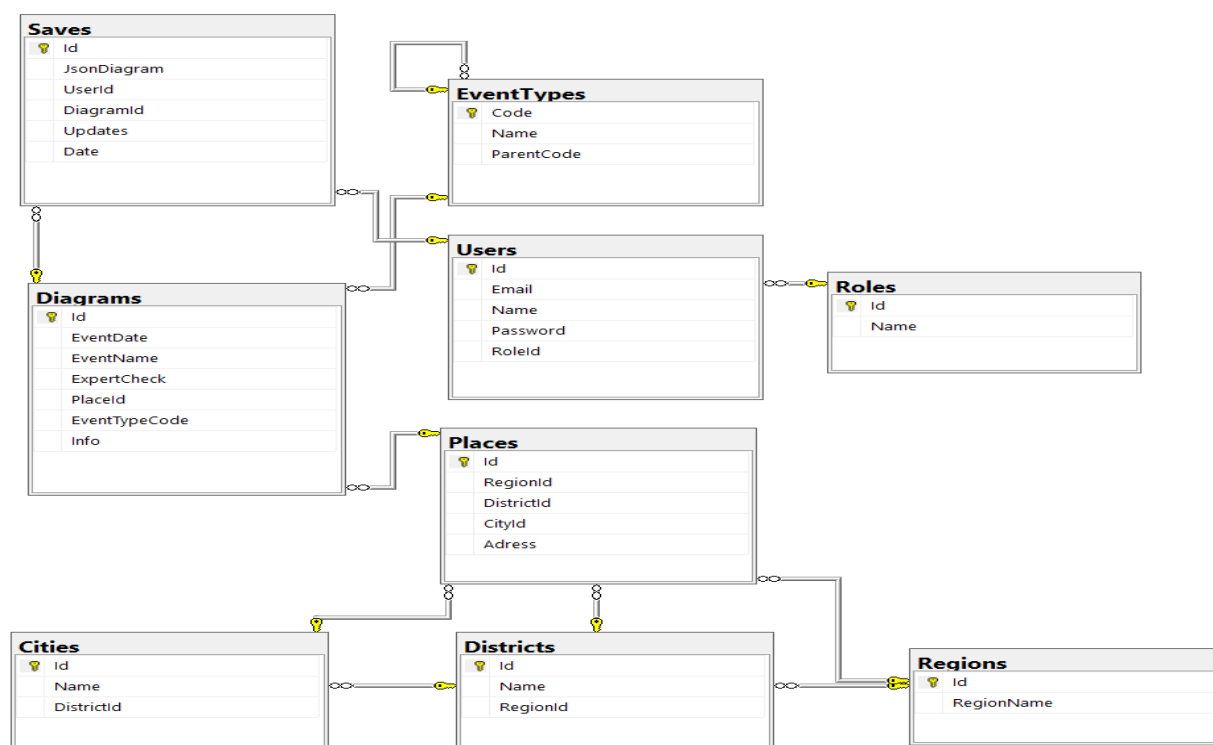 Saves
Id
JsonDiagram
UserId
DiagramId
Updates
Date
EventTypes
Code
Name
ParentCode
Users
Id
Email
Name
Password
RoleId
Roles
Id
Name
Diagrams
Id
EventDate
EventName
ExpertCheck
PlaceId
EventTypeCode
Info
Places
Id
RegionId
DistrictId
CityId
Adress
Cities
Id
Name
DistrictId
Districts
Id
Name
RegionId
Regions
Id
RegionName